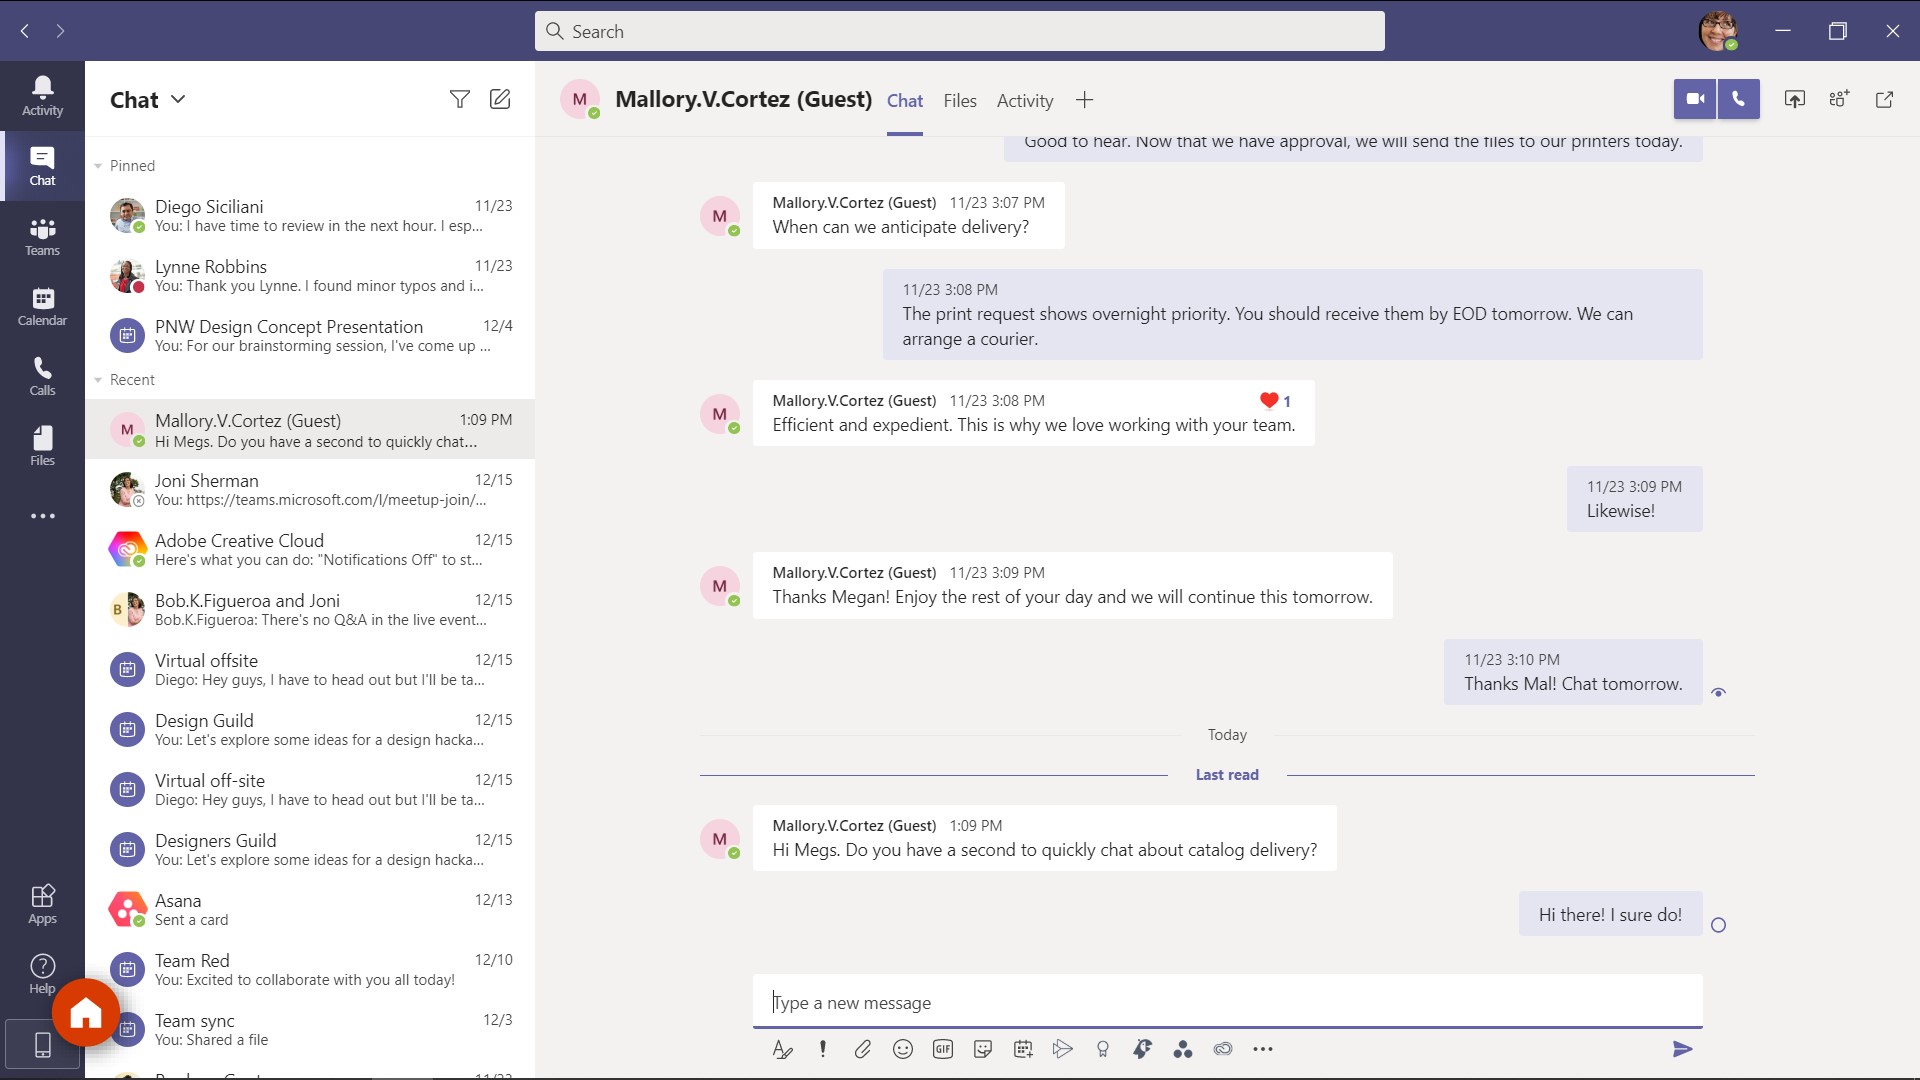 Search
Activity
Chat
Teams
Calendar
Calls
Files
Apps
Help
Chat
Pinned
Diego Siciliani 11/23
You: I have time to review in the next hour. I esp...
Lynne Robbins 11/23
You: Thank you Lynne. I found minor typos and i...
PNW Design Concept Presentation 12/4
You: For our brainstorming session, I've come up ...
Recent
M Mallory.V.Cortez (Guest) 1:09 PM
Hi Megs. Do you have a second to quickly chat...
Joni Sherman 12/15
You: https://teams.microsoft.com/l/meetup-join/...
Adobe Creative Cloud 12/15
Here's what you can do: "Notifications Off" to st...
B Bob.K.Figueroa and Joni 12/15
Bob.K.Figueroa: There's no Q&A in the live event...
Virtual offsite 12/15
Diego: Hey guys, I have to head out but I'll be ta...
Design Guild 12/15
You: Let's explore some ideas for a design hacka...
Virtual off-site 12/15
Diego: Hey guys, I have to head out but I'll be ta...
Designers Guild 12/15
You: Let's explore some ideas for a design hacka...
Asana 12/13
Sent a card
Team Red 12/10
You: Excited to collaborate with you all today!
Team sync 12/3
You: Shared a file
M Mallory.V.Cortez (Guest) Chat Files Activity
Good to hear. Now that we have approval, we will send the files to our printers today.
M Mallory.V.Cortez (Guest) 11/23 3:07 PM
When can we anticipate delivery?
11/23 3:08 PM
The print request shows overnight priority. You should receive them by EOD tomorrow. We can
arrange a courier.
M Mallory.V.Cortez (Guest) 11/23 3:08 PM 1
Efficient and expedient. This is why we love working with your team.
11/23 3:09 PM
Likewise!
M Mallory.V.Cortez (Guest) 11/23 3:09 PM
Thanks Megan! Enjoy the rest of your day and we will continue this tomorrow.
11/23 3:10 PM
Thanks Mal! Chat tomorrow.
Today
Last read
M Mallory.V.Cortez (Guest) 1:09 PM
Hi Megs. Do you have a second to quickly chat about catalog delivery?
Hi there! I sure do!
Type a new message
GIF